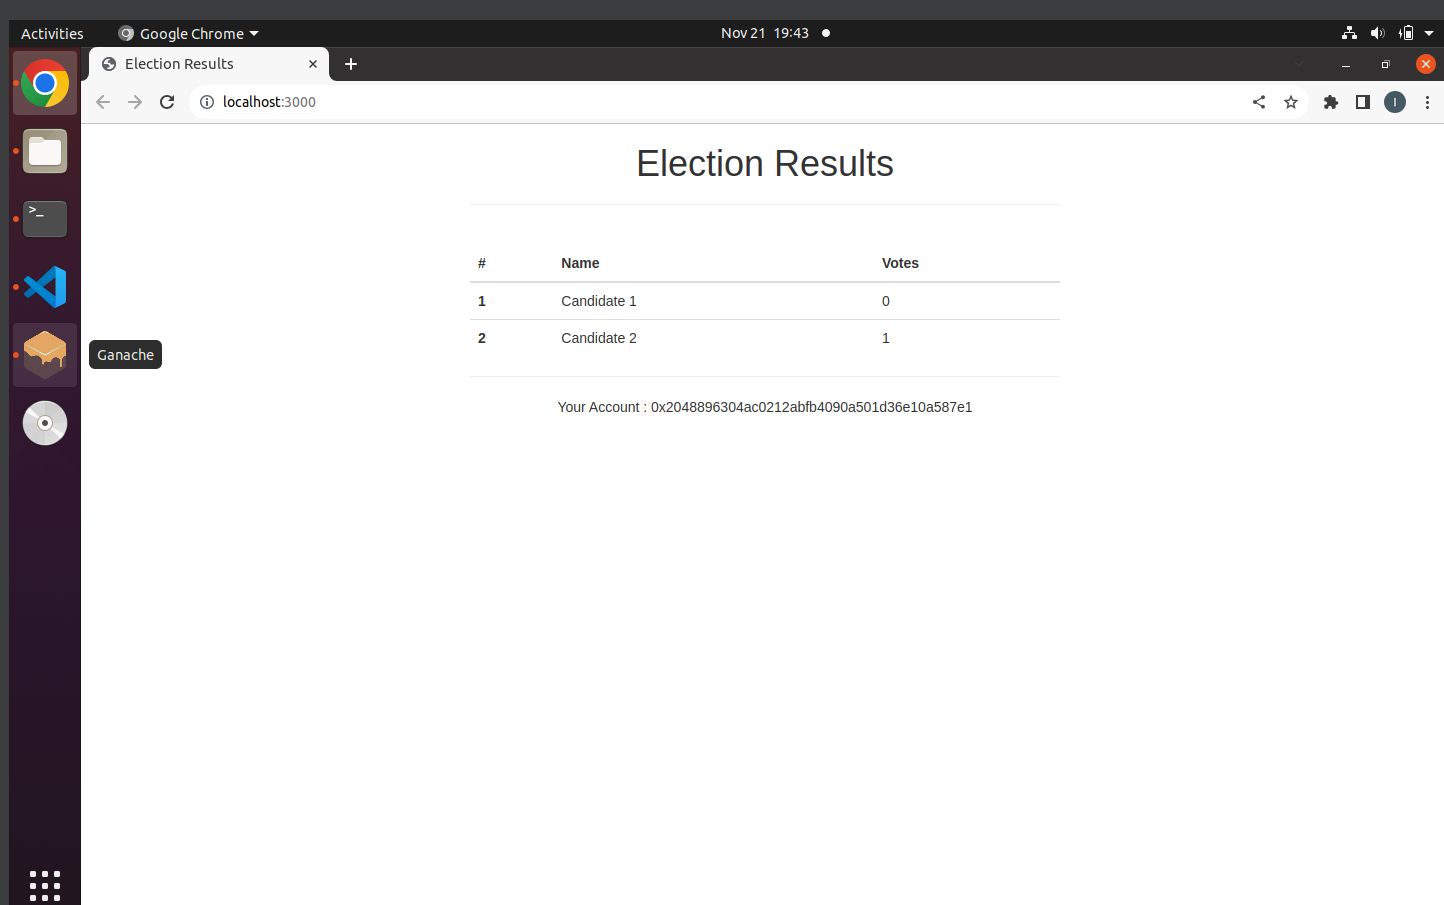 Activities
Google Chrome
Nov 21 19:43
Election Results
localhost:3000
I
Election Results
# Name Votes
1 Candidate 1 0
2 Candidate 2 1
Your Account : 0x2048896304ac0212abfb4090a501d36e10a587e1
>_
Ganache